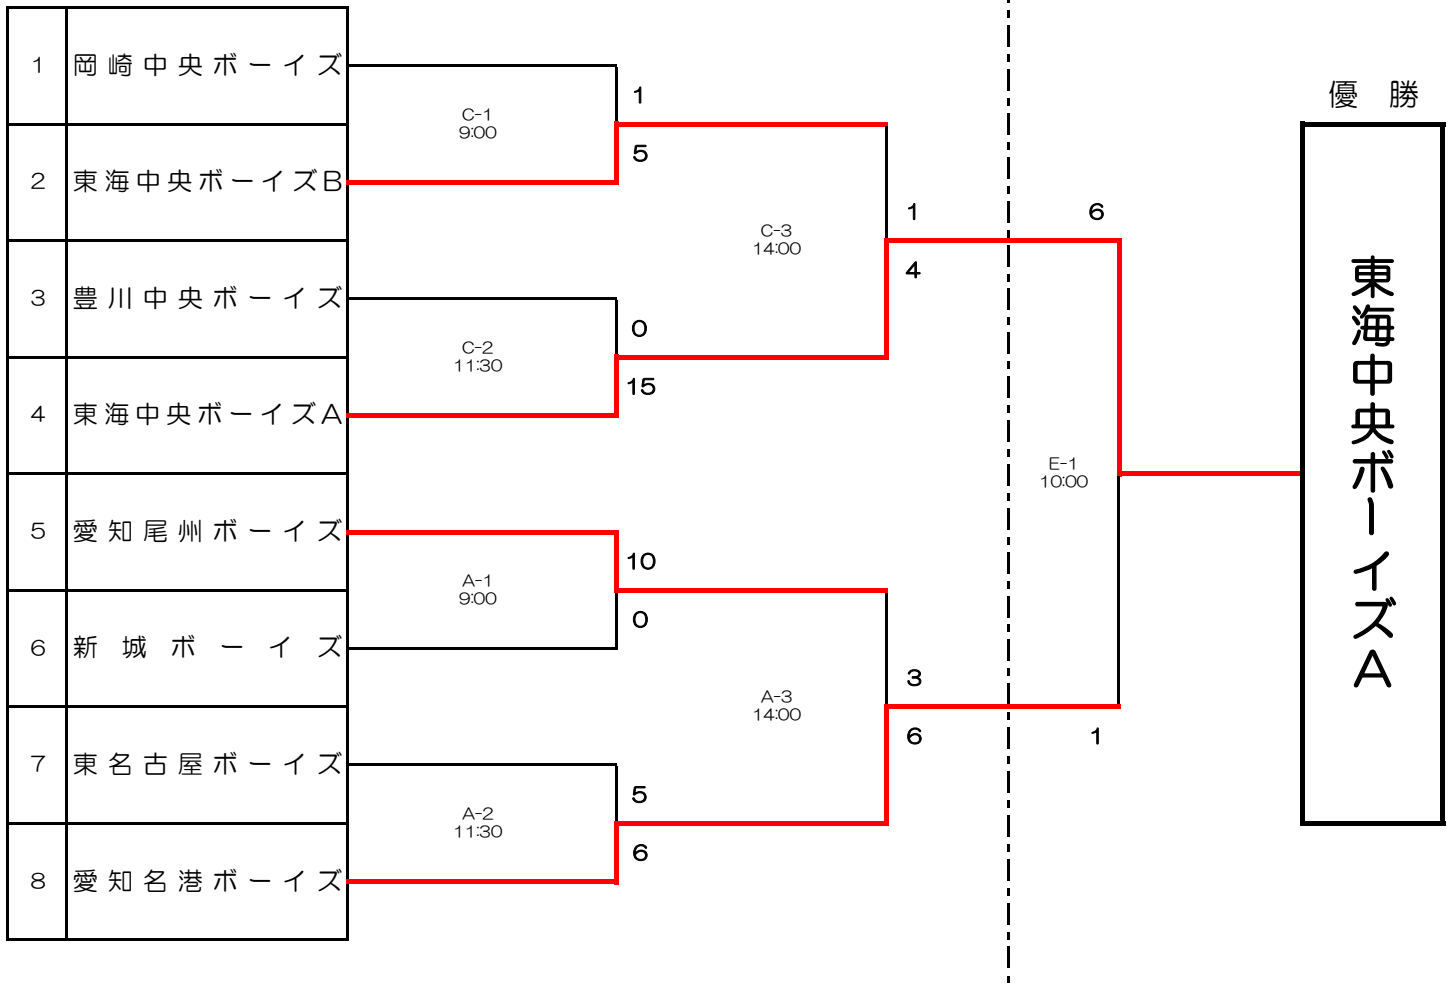 1 岡崎中央ボーイズ
2 東海中央ボーイズB
3 豊川中央ボーイズ
4 東海中央ボーイズA
5 愛知尾州ボーイズ
6 新城ボーイズ
7 東名古屋ボーイズ
8 愛知名港ボーイズ
C-1
9:00
1
5
C-2
11:30
0
15
A-1
9:00
10
0
A-2
11:30
5
6
C-3
14:00
1
4
A-3
14:00
3
6
E-1
10:00
6
1
優 勝
東海中央ボーイズA